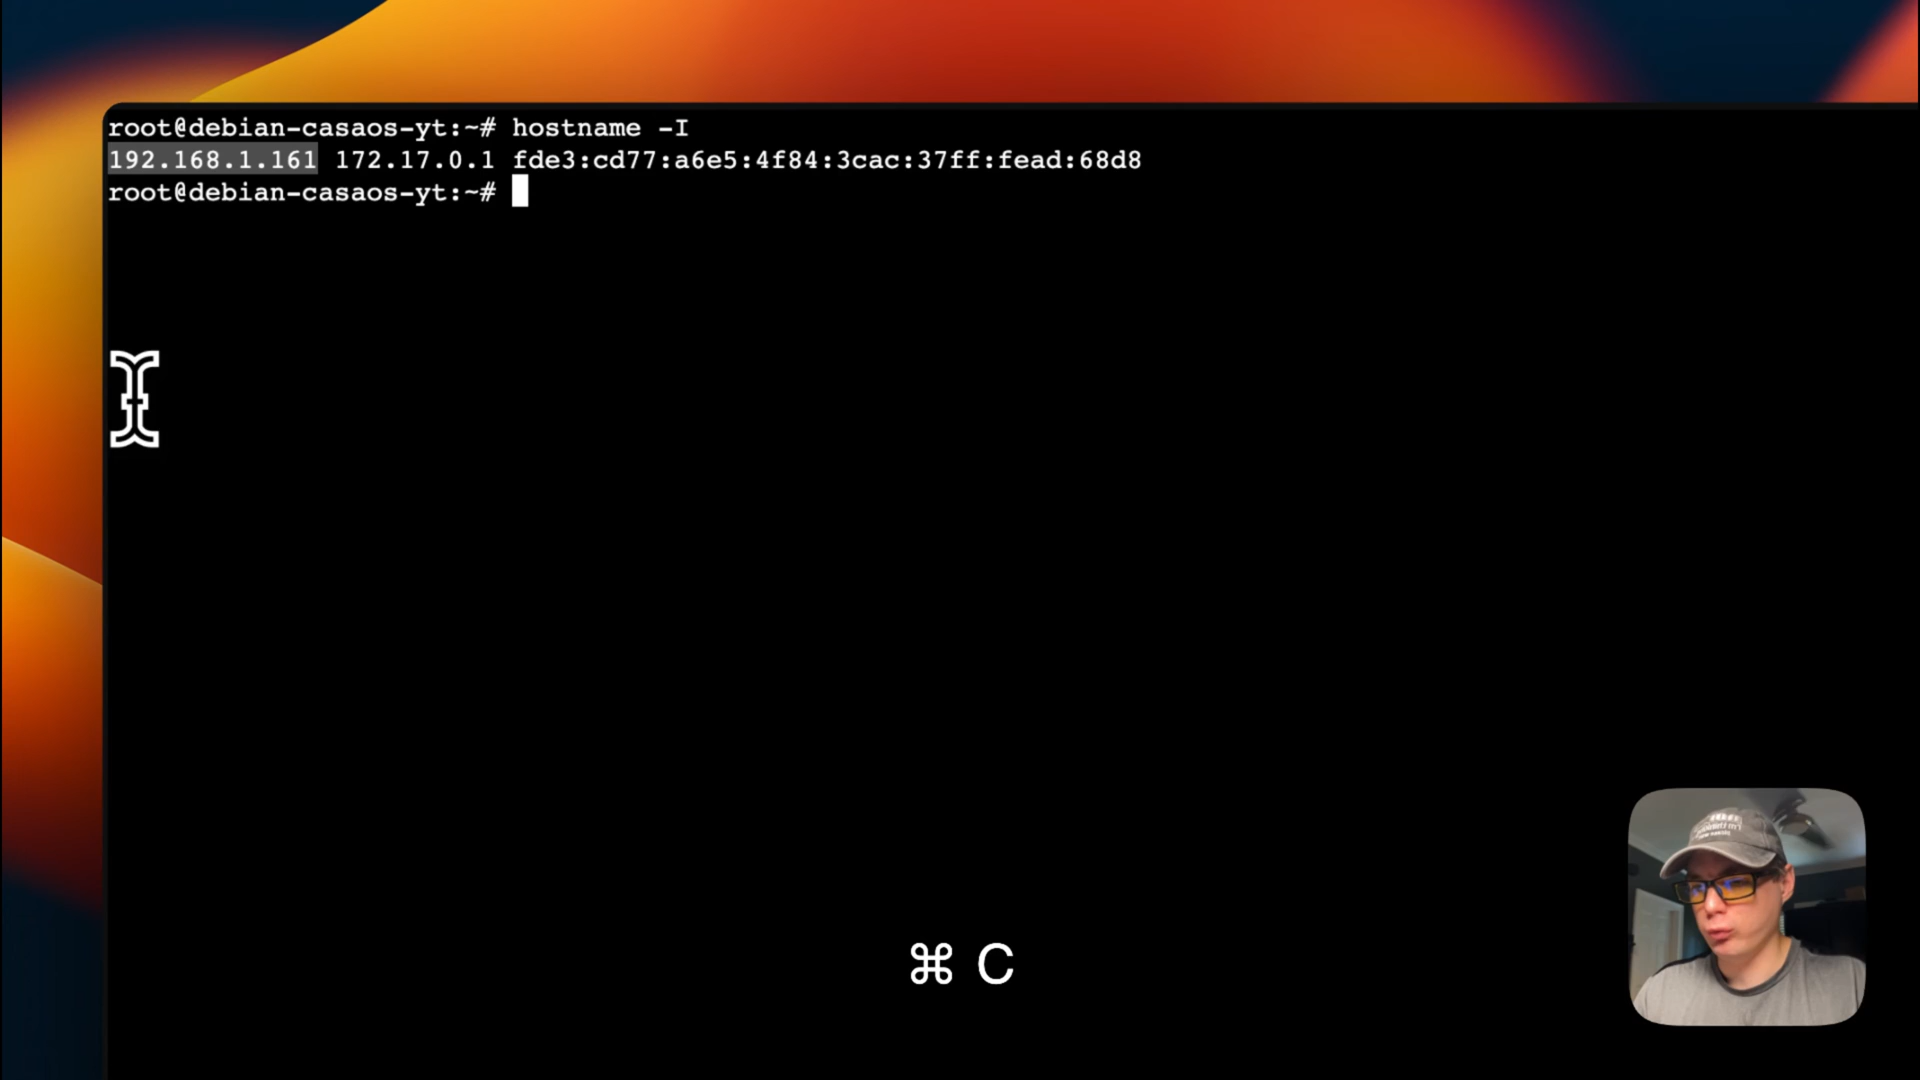 root@debian-casaos-yt:~# hostname -I
192.168.1.161 172.17.0.1 fde3:cd77:a6e5:4f84:3cac:37ff:fead:68d8
root@debian-casaos-yt:~#
⌘ C